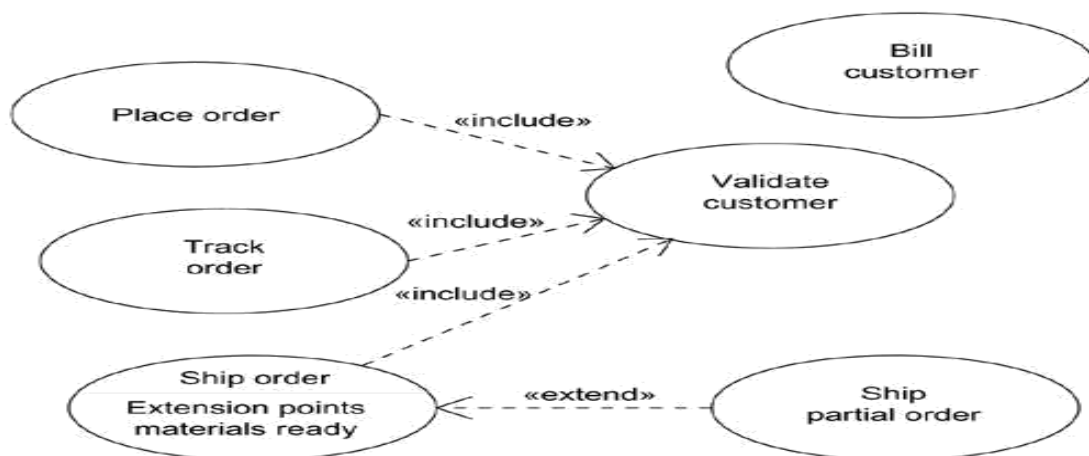 Bill
customer
Place order
«include»
Validate
customer
«include»
Track
order
«include»
Ship order
Extension points
materials ready
«extend»
Ship
partial order